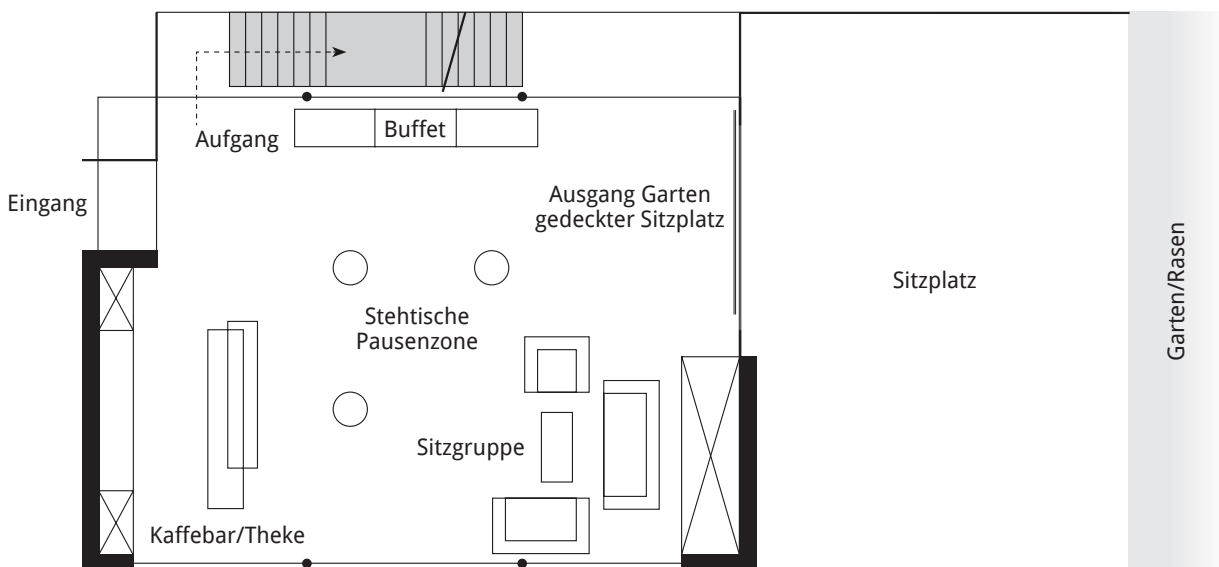 Aufgang
Buffet
Eingang
Ausgang Garten
gedeckter Sitzplatz
Sitzplatz
Garten/Rasen
Stehtische
Pausenzone
Sitzgruppe
Kaffebar/Theke